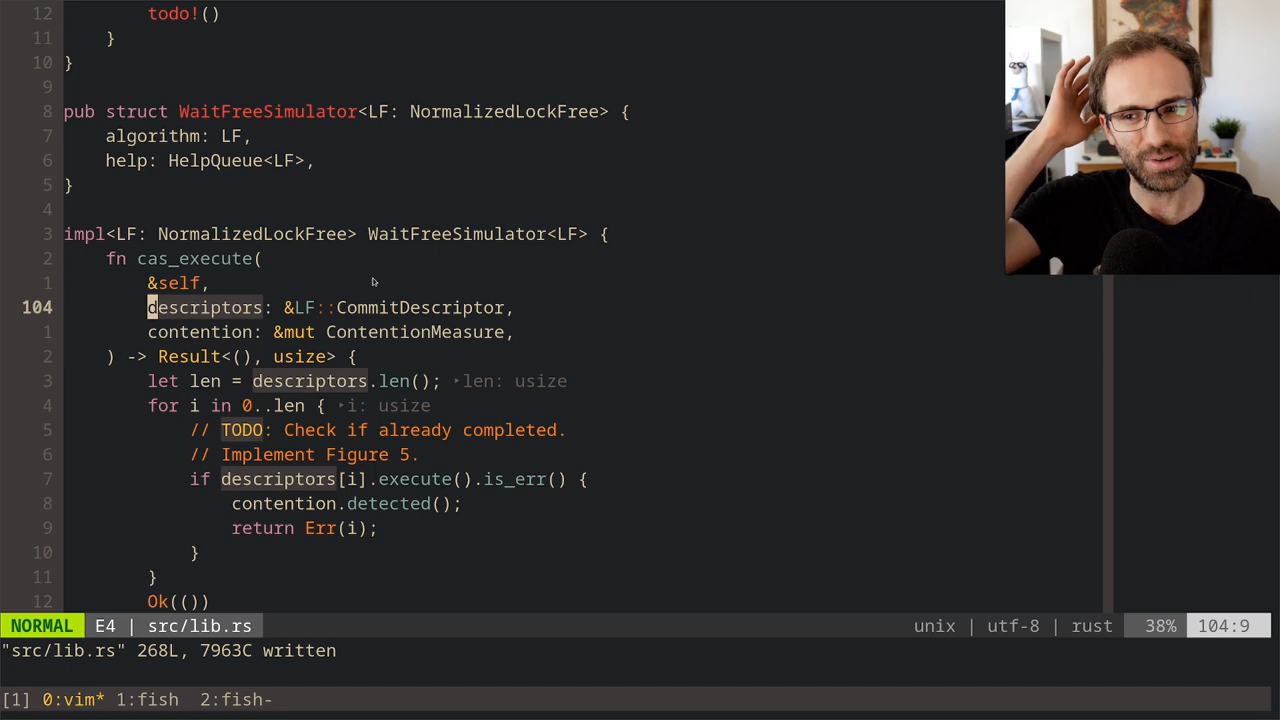 12 todo!()
11 }
10 }
9
8 pub struct WaitFreeSimulator<LF: NormalizedLockFree> {
7 algorithm: LF,
6 help: HelpQueue<LF>,
5 }
4
3 impl<LF: NormalizedLockFree> WaitFreeSimulator<LF> {
2 fn cas_execute(
1 &self,
104 descriptors: &LF::CommitDescriptor,
1 contention: &mut ContentionMeasure,
2 ) -> Result<(), usize> {
3 let len = descriptors.len(); ‣len: usize
4 for i in 0..len { ‣i: usize
5 // TODO: Check if already completed.
6 // Implement Figure 5.
7 if descriptors[i].execute().is_err() {
8 contention.detected();
9 return Err(i);
10 }
11 }
12 Ok(())
NORMAL E4 | src/lib.rs unix | utf-8 | rust 38% 104:9
"src/lib.rs" 268L, 7963C written
[1] 0:vim* 1:fish 2:fish-